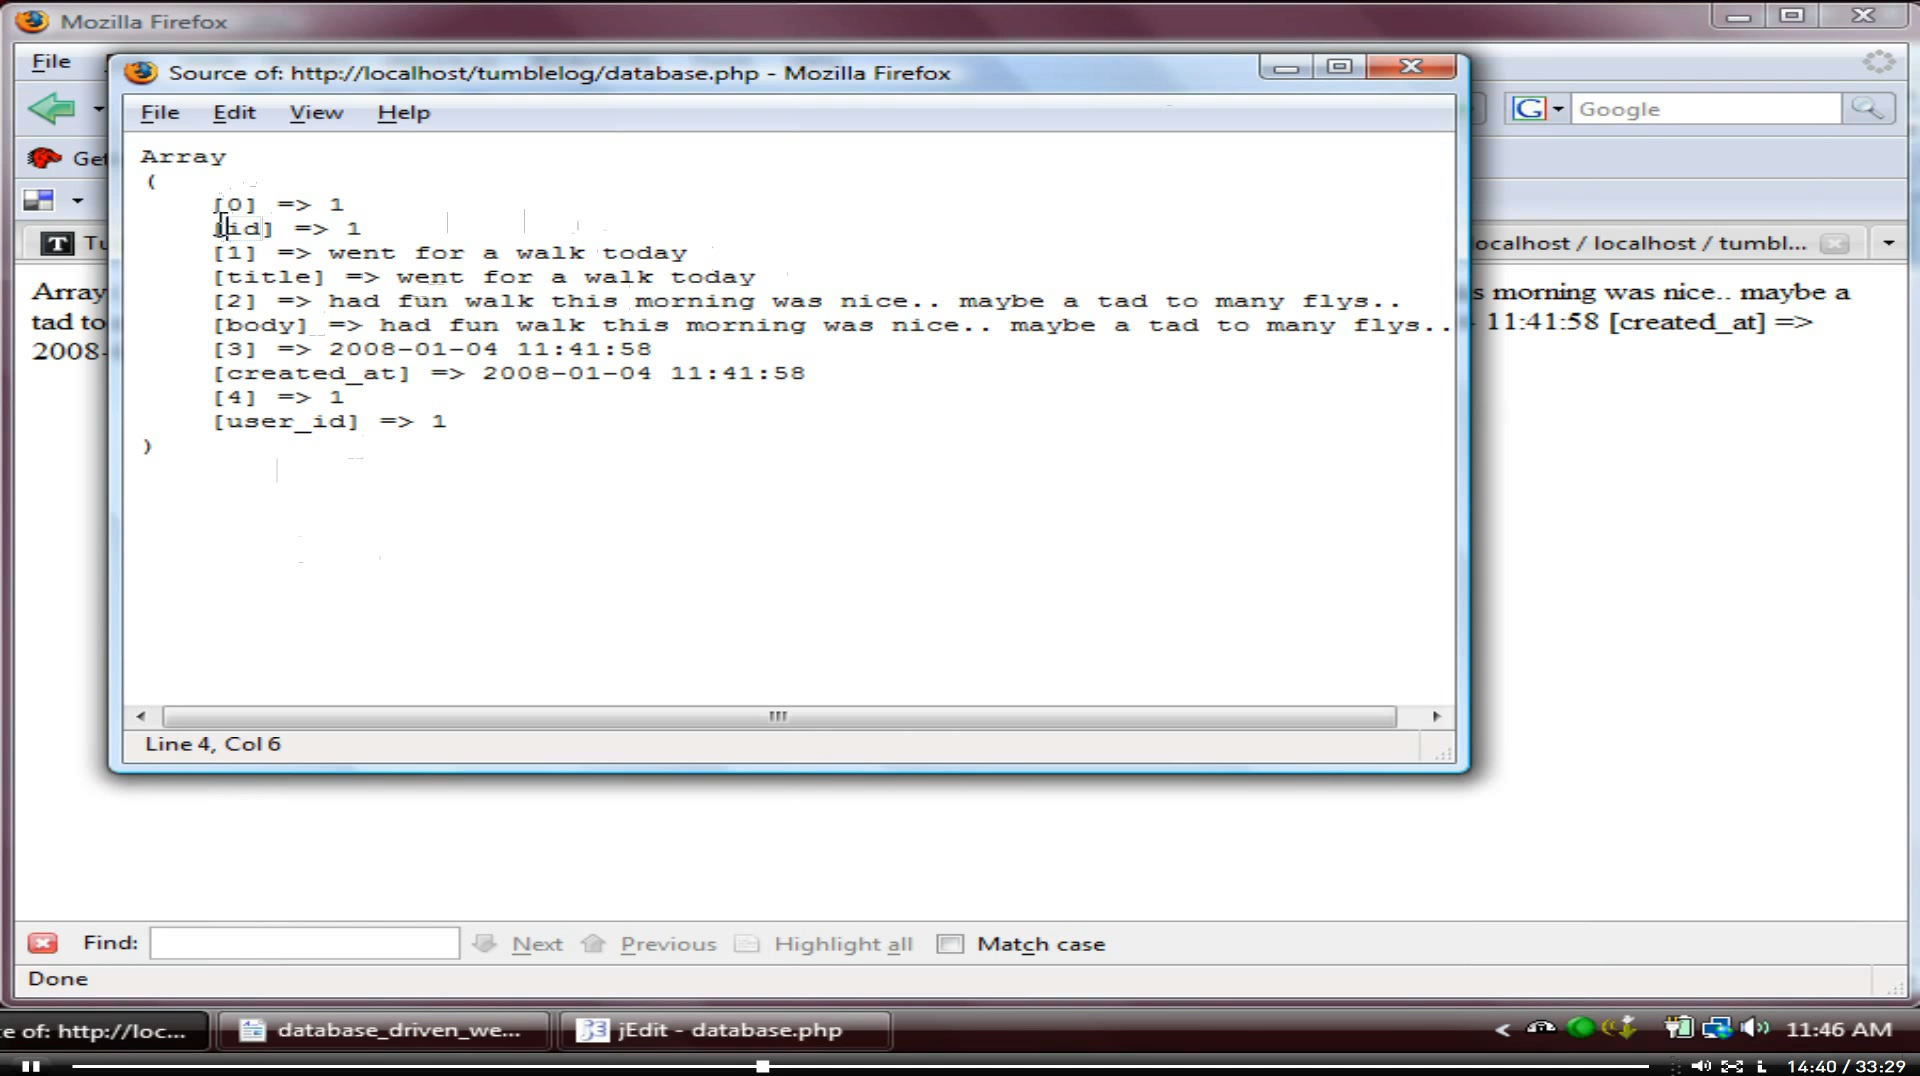 Mozilla Firefox
File
Source of: http://localhost/tumblelog/database.php - Mozilla Firefox
File Edit View Help
G Google
Get
Array
(
[0] => 1
[id] => 1
[1] => went for a walk today
[title] => went for a walk today
[2] => had fun walk this morning was nice.. maybe a tad to many flys..
[body] => had fun walk this morning was nice.. maybe a tad to many flys..
[3] => 2008-01-04 11:41:58
[created_at] => 2008-01-04 11:41:58
[4] => 1
[user_id] => 1
)
T Tu
ocalhost / localhost / tumbl...
Array
s morning was nice.. maybe a
tad to
11:41:58 [created_at] =>
2008-
Line 4, Col 6
Find: Next Previous Highlight all Match case
Done
e of: http://loc... database_driven_we... jEdit - database.php < 11:46 AM
14:40 / 33:29